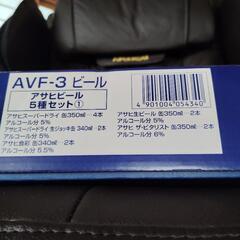 AVF-3 ビール
アサヒビール
5種セット①
4901004054340
アサヒスーパードライ 缶350ml…4本
アルコール分 5%
アサヒスーパードライ 生ジョッキ缶 340ml…2本
アルコール分 5%
アサヒ食彩 缶340ml…2本
アルコール分 5.5%
アサヒ生ビール 缶350ml…2本
アルコール分 5%
アサヒ ザ・ビタリスト 缶350ml…2本
アルコール分 6%